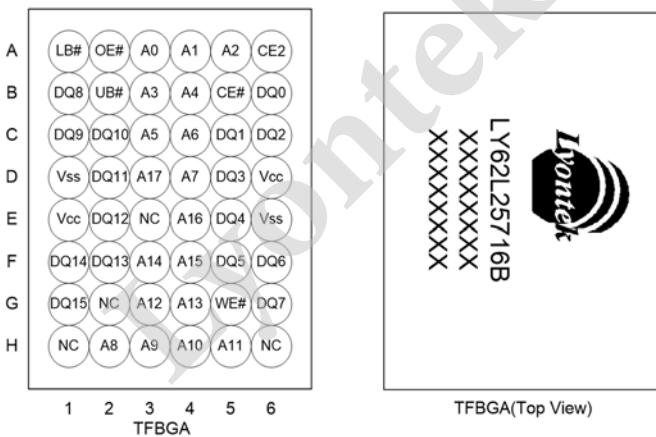 A LB# OE# A0 A1 A2 CE2
B DQ8 UB# A3 A4 CE# DQ0
C DQ9 DQ10 A5 A6 DQ1 DQ2
D Vss DQ11 A17 A7 DQ3 Vcc
E Vcc DQ12 NC A16 DQ4 Vss
F DQ14 DQ13 A14 A15 DQ5 DQ6
G DQ15 NC A12 A13 WE# DQ7
H NC A8 A9 A10 A11 NC
1 2 3 4 5 6
TFBGA
Lyontek
LY62L25716B
XXXXXXXX
XXXXXXXX
TFBGA(Top View)
Lyontek